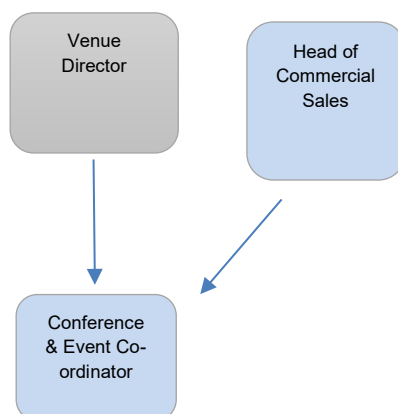 Venue
Director
Head of
Commercial
Sales
Conference
& Event Co-
ordinator